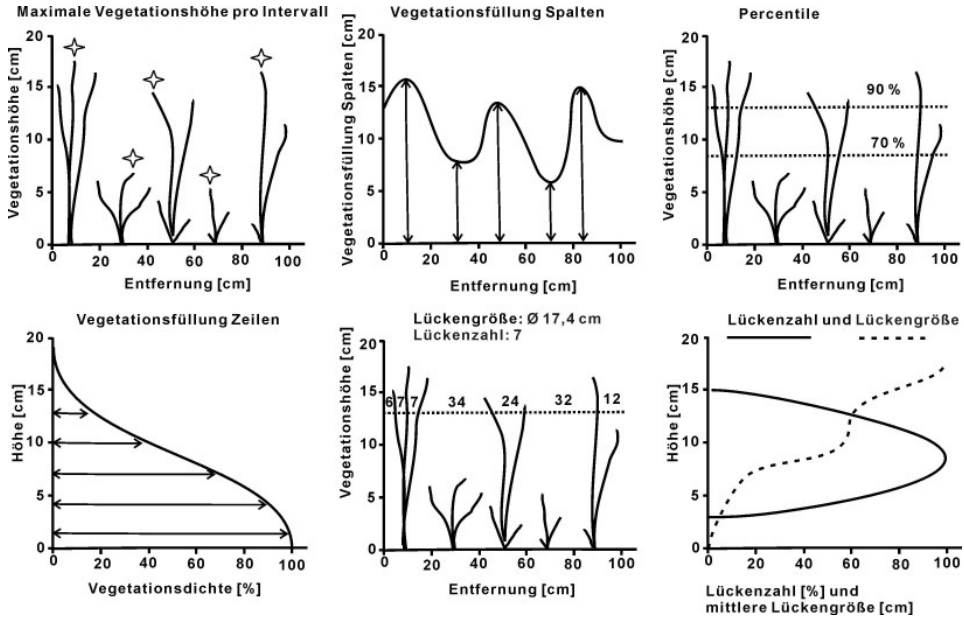 Maximale Vegetationshöhe pro Intervall
Vegetationshöhe [cm]
20
15
10
5
0
0 20 40 60 80 100
Entfernung [cm]
Vegetationsfüllung Spalten
Vegetationsfüllung Spalten [cm]
20
15
10
5
0
0 20 40 60 80 100
Entfernung [cm]
Percentile
Vegetationshöhe [cm]
20
15
10
5
0
90 %
70 %
0 20 40 60 80 100
Entfernung [cm]
Vegetationsfüllung Zeilen
Höhe [cm]
20
15
10
5
0
0 20 40 60 80 100
Vegetationsdichte [%]
Lückengröße: Ø 17,4 cm
Lückenzahl: 7
Vegetationshöhe [cm]
20
15
10
5
0
6 7 7 34 24 32 12
0 20 40 60 80 100
Entfernung [cm]
Lückenzahl und Lückengröße
Höhe [cm]
20
15
10
5
0
0 20 40 60 80 100
Lückenzahl [%] und
mittlere Lückengröße [cm]